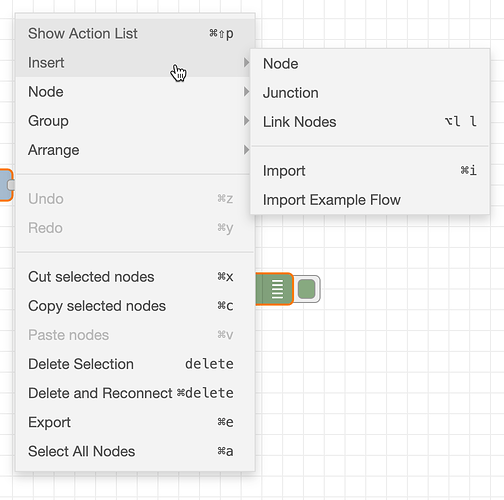 Show Action List ⌘⇧p
Insert
Node
Group
Arrange
Undo ⌘z
Redo ⌘y
Cut selected nodes ⌘x
Copy selected nodes ⌘c
Paste nodes ⌘v
Delete Selection delete
Delete and Reconnect ⌘delete
Export ⌘e
Select All Nodes ⌘a
Node
Junction
Link Nodes ⌥l l
Import ⌘i
Import Example Flow